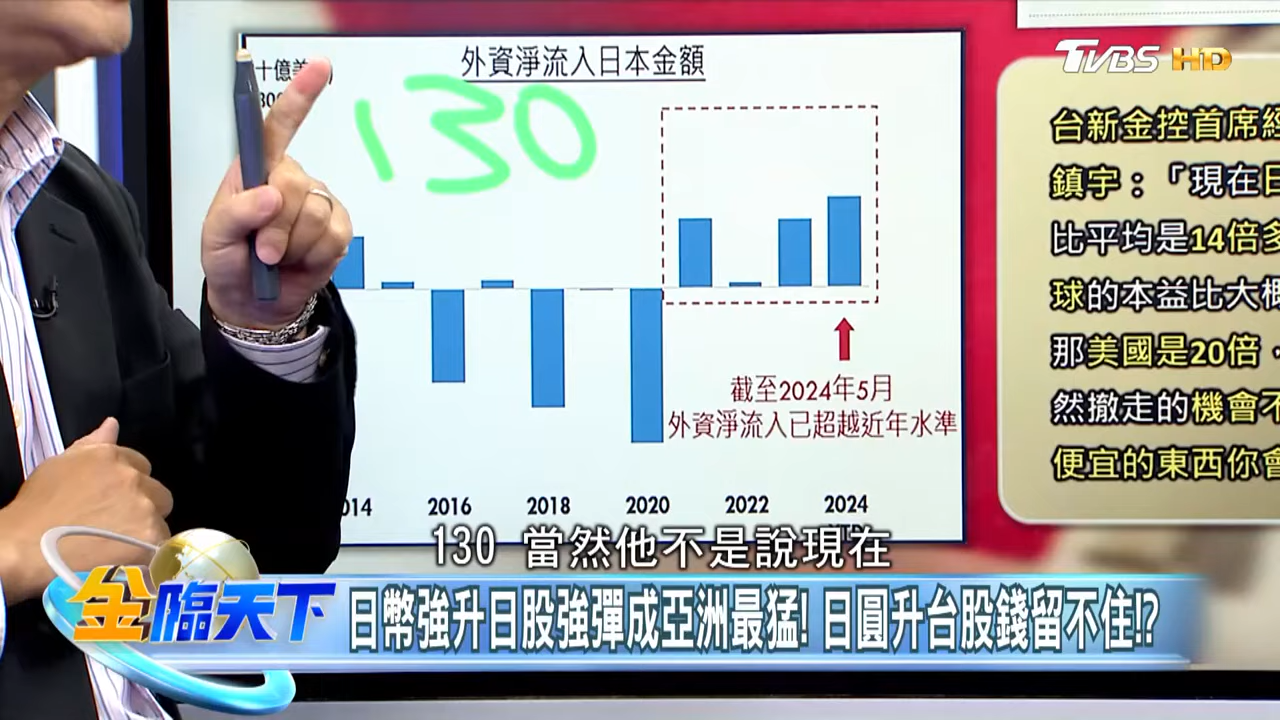 TVBS HD
外資淨流入日本金額
130
台新金控首席經
鎮宇：「現在日
比平均是14倍多
球的本益比大概
那美國是20倍，
然撤走的機會不
便宜的東西你會
截至2024年5月
外資淨流入已超越近年水準
2016 2018 2020 2022 2024
130 當然他不是說現在
金臨天下
日幣強升日股強彈成亞洲最猛!日圓升台股錢留不住!?